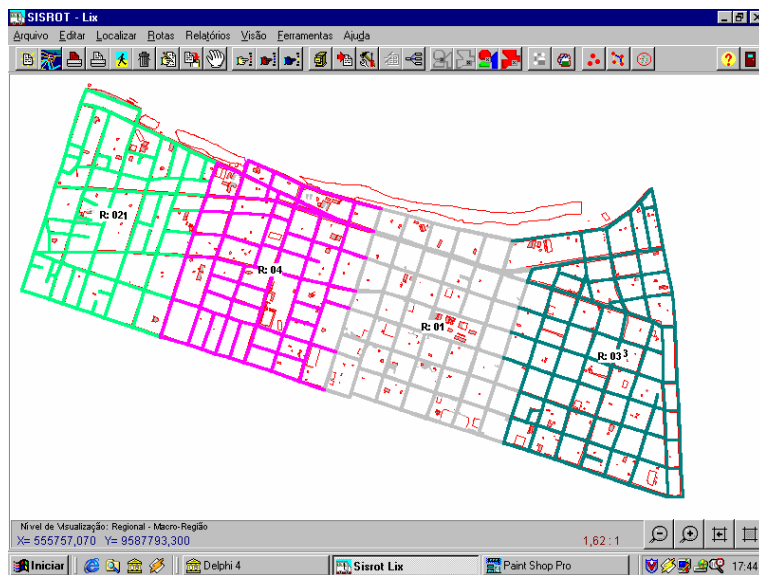 SISROT - Lix
Arquivo Editar Localizar Rotas Relatórios Visão Ferramentas Ajuda
R: 021
R: 04
R: 01
R: 03 3
Nível de Visualização: Regional - Macro-Região
X= 555757,070 Y= 9587793,300
1,62 : 1
Iniciar Delphi 4 Sisrot Lix Paint Shop Pro 17:44